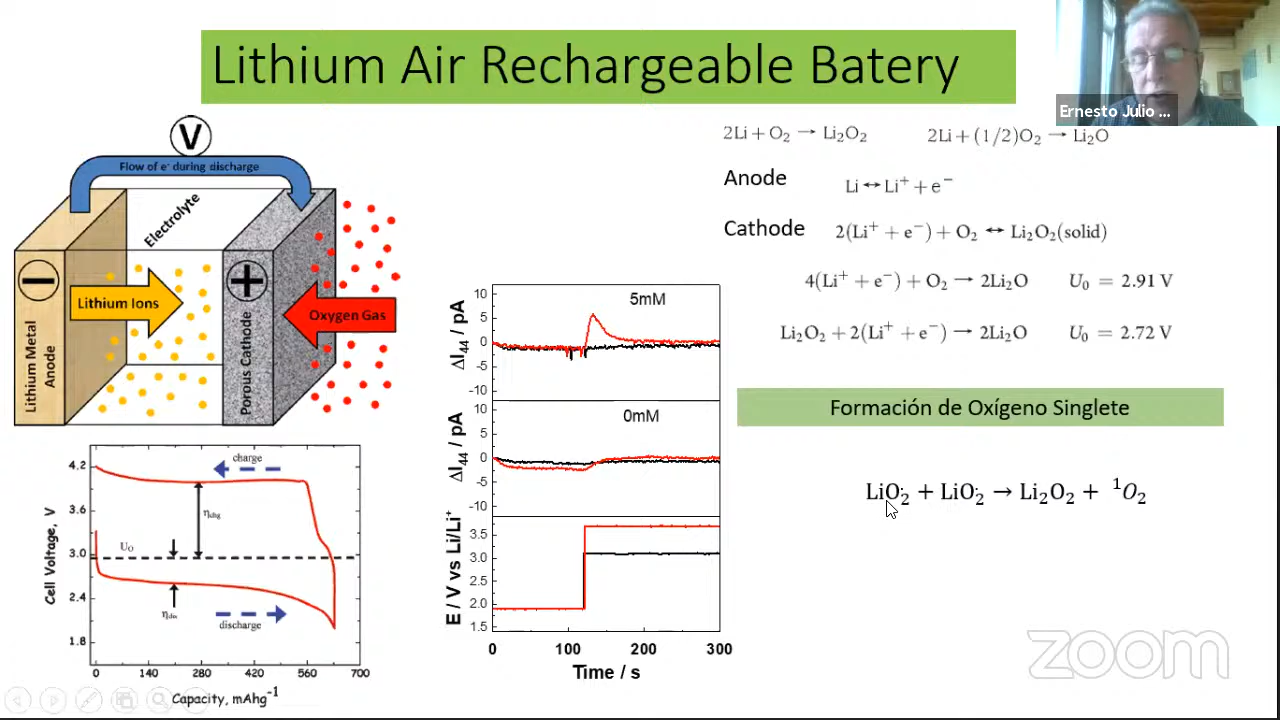 Lithium Air Rechargeable Batery
Ernesto Julio ...
V
Flow of e⁻ during discharge
Electrolyte
−
+
Lithium Ions
Oxygen Gas
Lithium Metal Anode
Porous Cathode
2Li + O₂ → Li₂O₂
2Li + (1/2)O₂ → Li₂O
Anode
Li ↔ Li⁺ + e⁻
Cathode
2(Li⁺ + e⁻) + O₂ ↔ Li₂O₂(solid)
4(Li⁺ + e⁻) + O₂ → 2Li₂O U₀ = 2.91 V
Li₂O₂ + 2(Li⁺ + e⁻) → 2Li₂O U₀ = 2.72 V
Formación de Oxígeno Singlete
LiO₂˙ + LiO₂˙ → Li₂O₂ + ¹O₂
Cell Voltage, V
4.2
3.6
3.0
2.4
1.8
charge
ηchg
U₀
ηdis
discharge
0 140 280 420 560 700
Capacity, mAhg⁻¹
ΔI₄₄ / pA
10
5
0
-5
-10
5mM
ΔI₄₄ / pA
10
5
0
-5
-10
0mM
E / V vs Li/Li⁺
3.5
3.0
2.5
2.0
1.5
0 100 200 300
Time / s
zoom